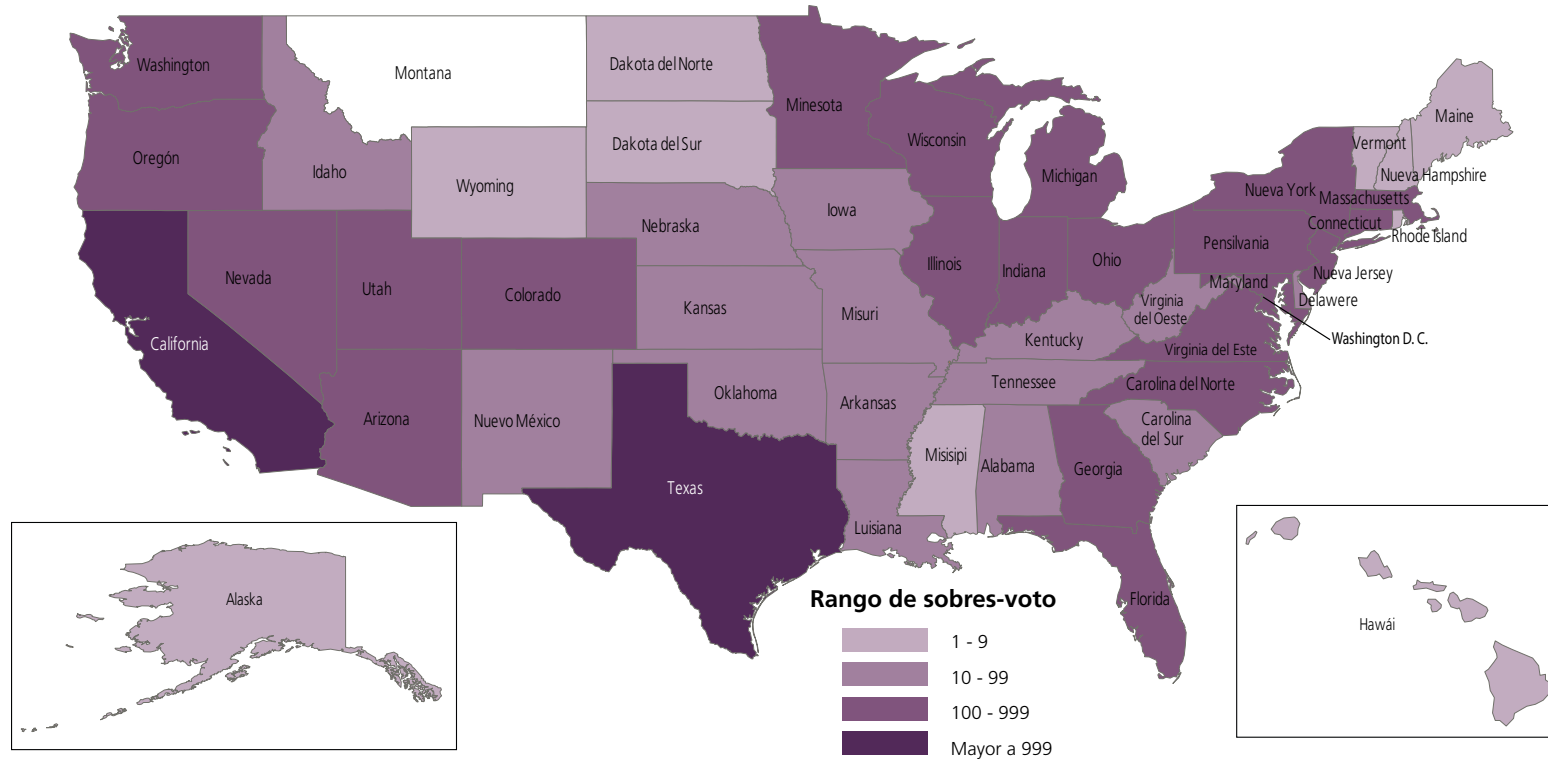 Washington
Montana
Dakota del Norte
Minesota
Maine
Oregón
Idaho
Wyoming
Dakota del Sur
Wisconsin
Michigan
Vermont
Nueva Hampshire
Nueva York
Massachusetts
Connecticut
Rhode Island
Nebraska
Iowa
Pensilvania
Nevada
Utah
Colorado
Illinois
Indiana
Ohio
Nueva Jersey
Maryland
Delawere
Washington D. C.
Kansas
Misuri
Virginia
del Oeste
Kentucky
Virginia del Este
California
Tennessee
Carolina del Norte
Arizona
Nuevo México
Oklahoma
Arkansas
Carolina
del Sur
Texas
Misisipi
Alabama
Georgia
Luisiana
Florida
Alaska
Hawái
Rango de sobres-voto
1 - 9
10 - 99
100 - 999
Mayor a 999